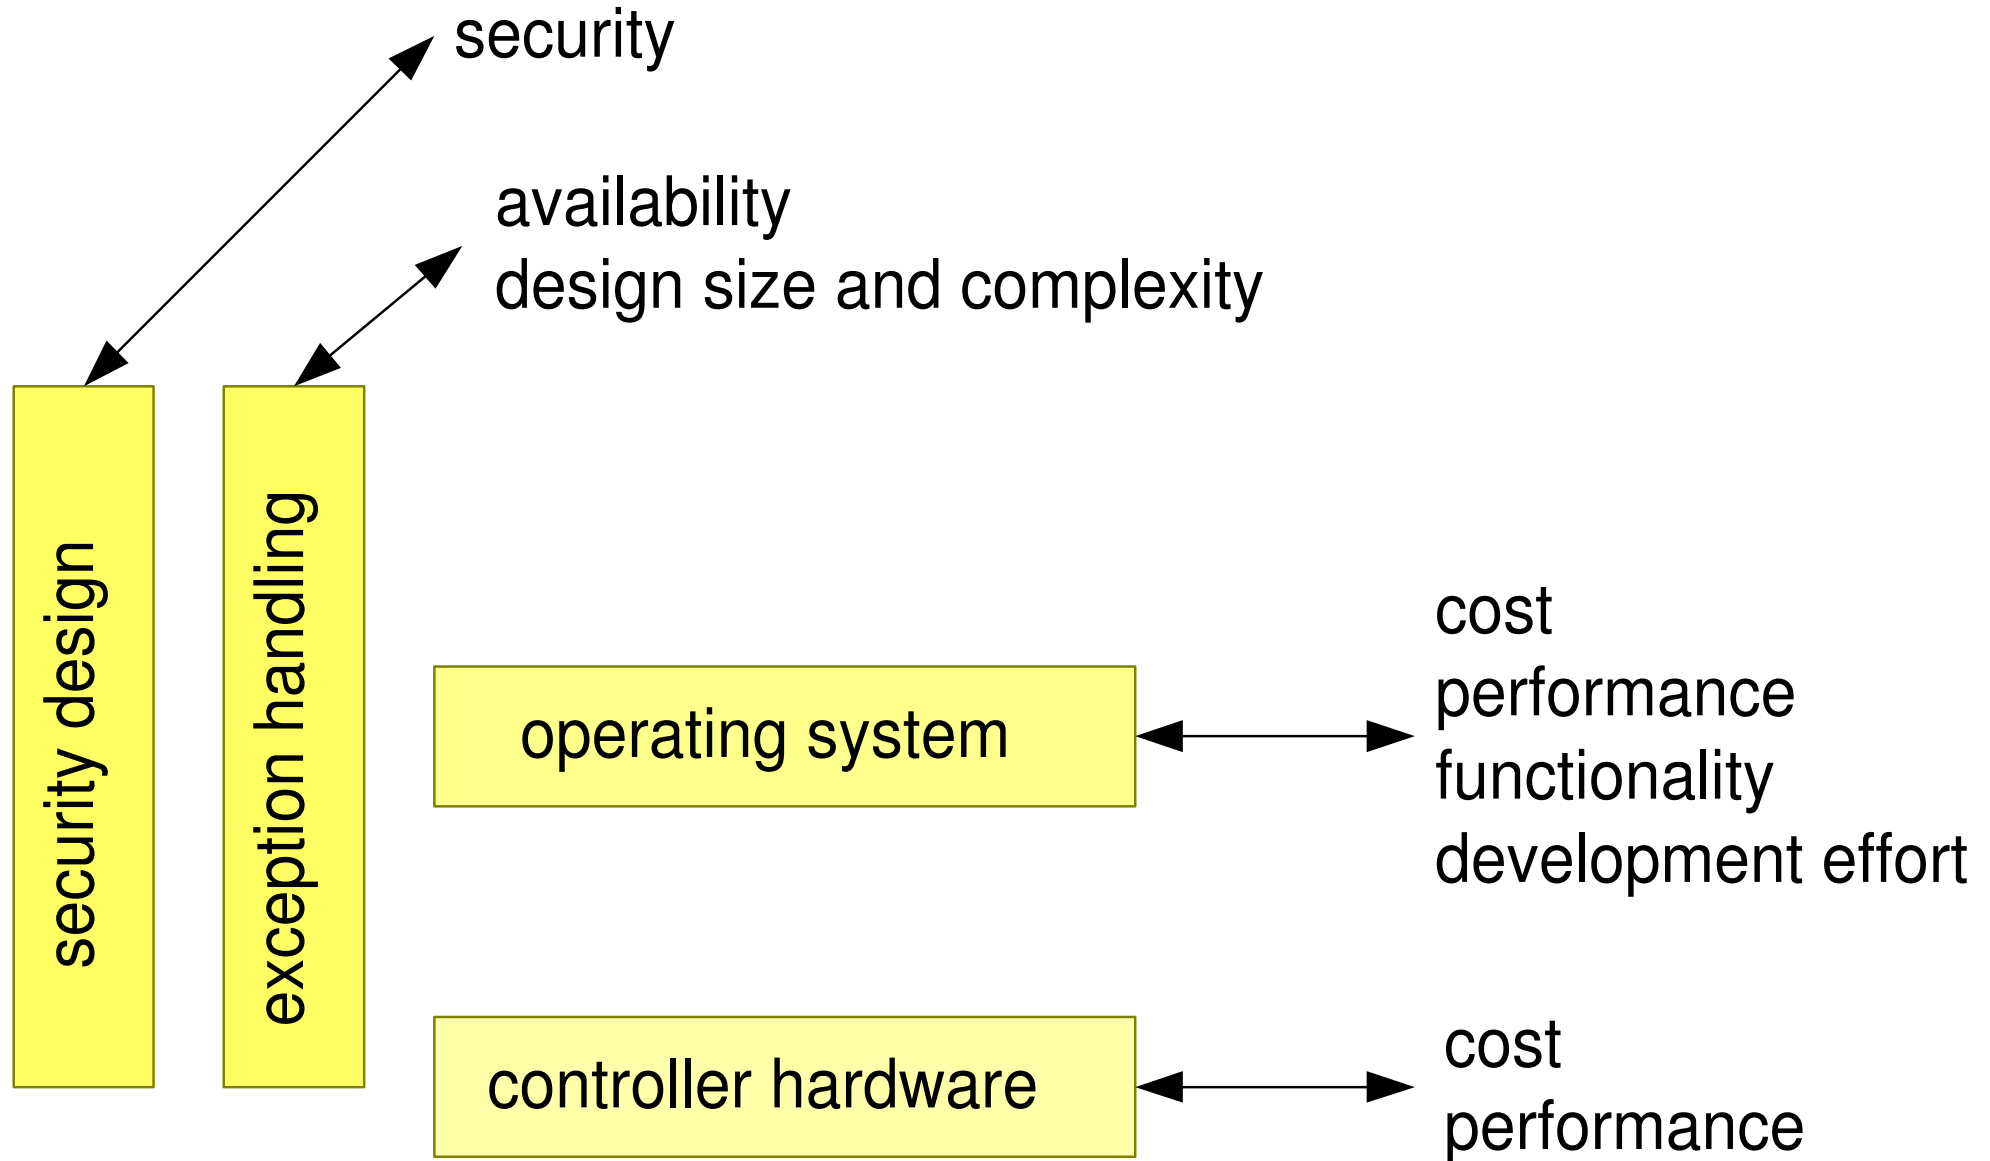 security
availability
design size and complexity
security design
exception handling
operating system
cost
performance
functionality
development effort
controller hardware
cost
performance